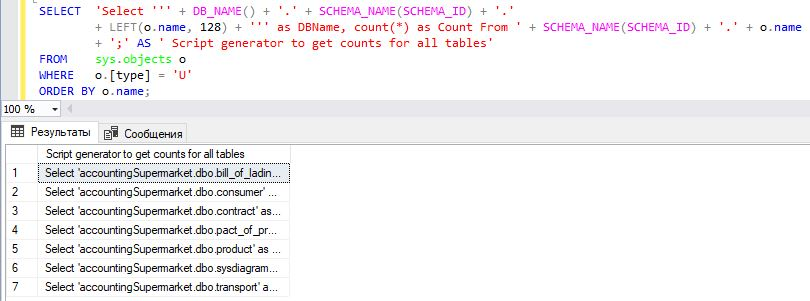 SELECT 'Select ''' + DB_NAME() + '.' + SCHEMA_NAME(SCHEMA_ID) + '.'
+ LEFT(o.name, 128) + ''' as DBName, count(*) as Count From ' + SCHEMA_NAME(SCHEMA_ID) + '.' + o.name
+ ';' AS ' Script generator to get counts for all tables'
FROM sys.objects o
WHERE o.[type] = 'U'
ORDER BY o.name;
100 %
Результаты Сообщения
Script generator to get counts for all tables
1 Select 'accountingSupermarket.dbo.bill_of_ladin...
2 Select 'accountingSupermarket.dbo.consumer' ...
3 Select 'accountingSupermarket.dbo.contract' as...
4 Select 'accountingSupermarket.dbo.pact_of_pr...
5 Select 'accountingSupermarket.dbo.product' as ...
6 Select 'accountingSupermarket.dbo.sysdiagram...
7 Select 'accountingSupermarket.dbo.transport' a...